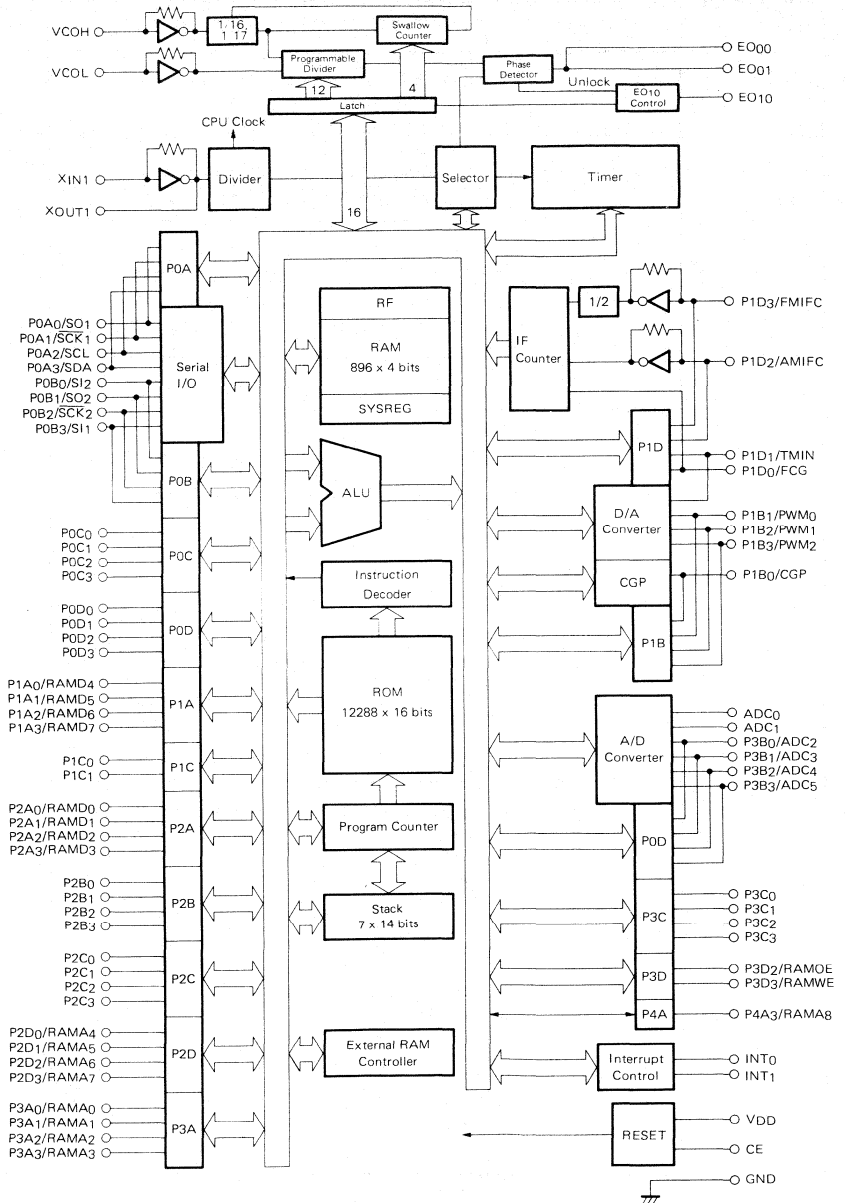 VCOH
1/16,
1/17
Swallow
Counter
VCOL
Programmable
Divider
Phase
Detector
EO00
EO01
Unlock
EO10
Control
EO10
12
4
Latch
CPU Clock
XIN1
XOUT1
Divider
Selector
Timer
16
P0A
P0A0/SO1
P0A1/SCK1
P0A2/SCL
P0A3/SDA
P0B0/SI2
P0B1/SO2
P0B2/SCK2
P0B3/SI1
Serial
I/O
P0B
P0C0
P0C1
P0C2
P0C3
P0C
P0D0
P0D1
P0D2
P0D3
P0D
P1A0/RAMD4
P1A1/RAMD5
P1A2/RAMD6
P1A3/RAMD7
P1A
P1C0
P1C1
P1C
P2A0/RAMD0
P2A1/RAMD1
P2A2/RAMD2
P2A3/RAMD3
P2A
P2B0
P2B1
P2B2
P2B3
P2B
P2C0
P2C1
P2C2
P2C3
P2C
P2D0/RAMA4
P2D1/RAMA5
P2D2/RAMA6
P2D3/RAMA7
P2D
P3A0/RAMA0
P3A1/RAMA1
P3A2/RAMA2
P3A3/RAMA3
P3A
RF
RAM
896 x 4 bits
SYSREG
ALU
Instruction
Decoder
ROM
12288 x 16 bits
Program Counter
Stack
7 x 14 bits
External RAM
Controller
IF
Counter
1/2
P1D3/FMIFC
P1D2/AMIFC
P1D
P1D1/TMIN
P1D0/FCG
D/A
Converter
P1B1/PWM0
P1B2/PWM1
P1B3/PWM2
CGP
P1B0/CGP
P1B
A/D
Converter
ADC0
ADC1
P3B0/ADC2
P3B1/ADC3
P3B2/ADC4
P3B3/ADC5
P0D
P3C
P3C0
P3C1
P3C2
P3C3
P3D
P3D2/RAMOE
P3D3/RAMWE
P4A
P4A3/RAMA8
Interrupt
Control
INT0
INT1
RESET
VDD
CE
GND